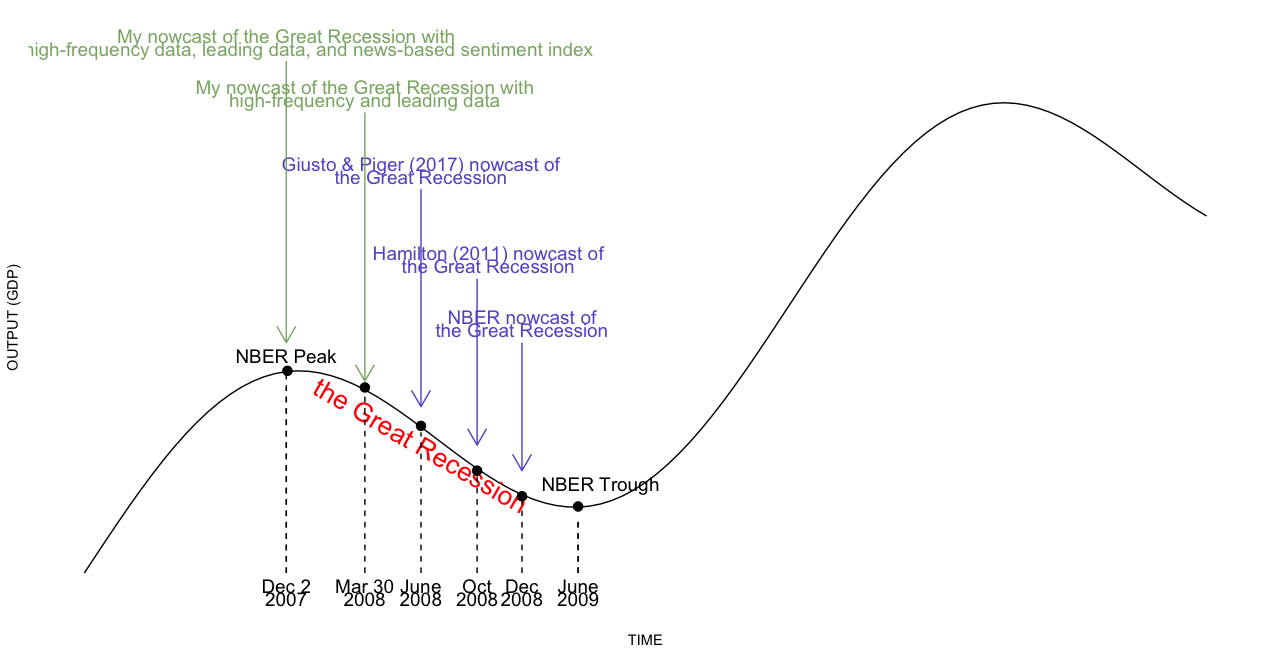 My nowcast of the Great Recession with
high-frequency data, leading data, and news-based sentiment index
My nowcast of the Great Recession with
high-frequency and leading data
Giusto & Piger (2017) nowcast of
the Great Recession
Hamilton (2011) nowcast of
the Great Recession
NBER nowcast of
the Great Recession
OUTPUT (GDP)
NBER Peak
the Great Recession
NBER Trough
Dec 2
2007
Mar 30
2008
June
2008
Oct
2008
Dec
2008
June
2009
TIME